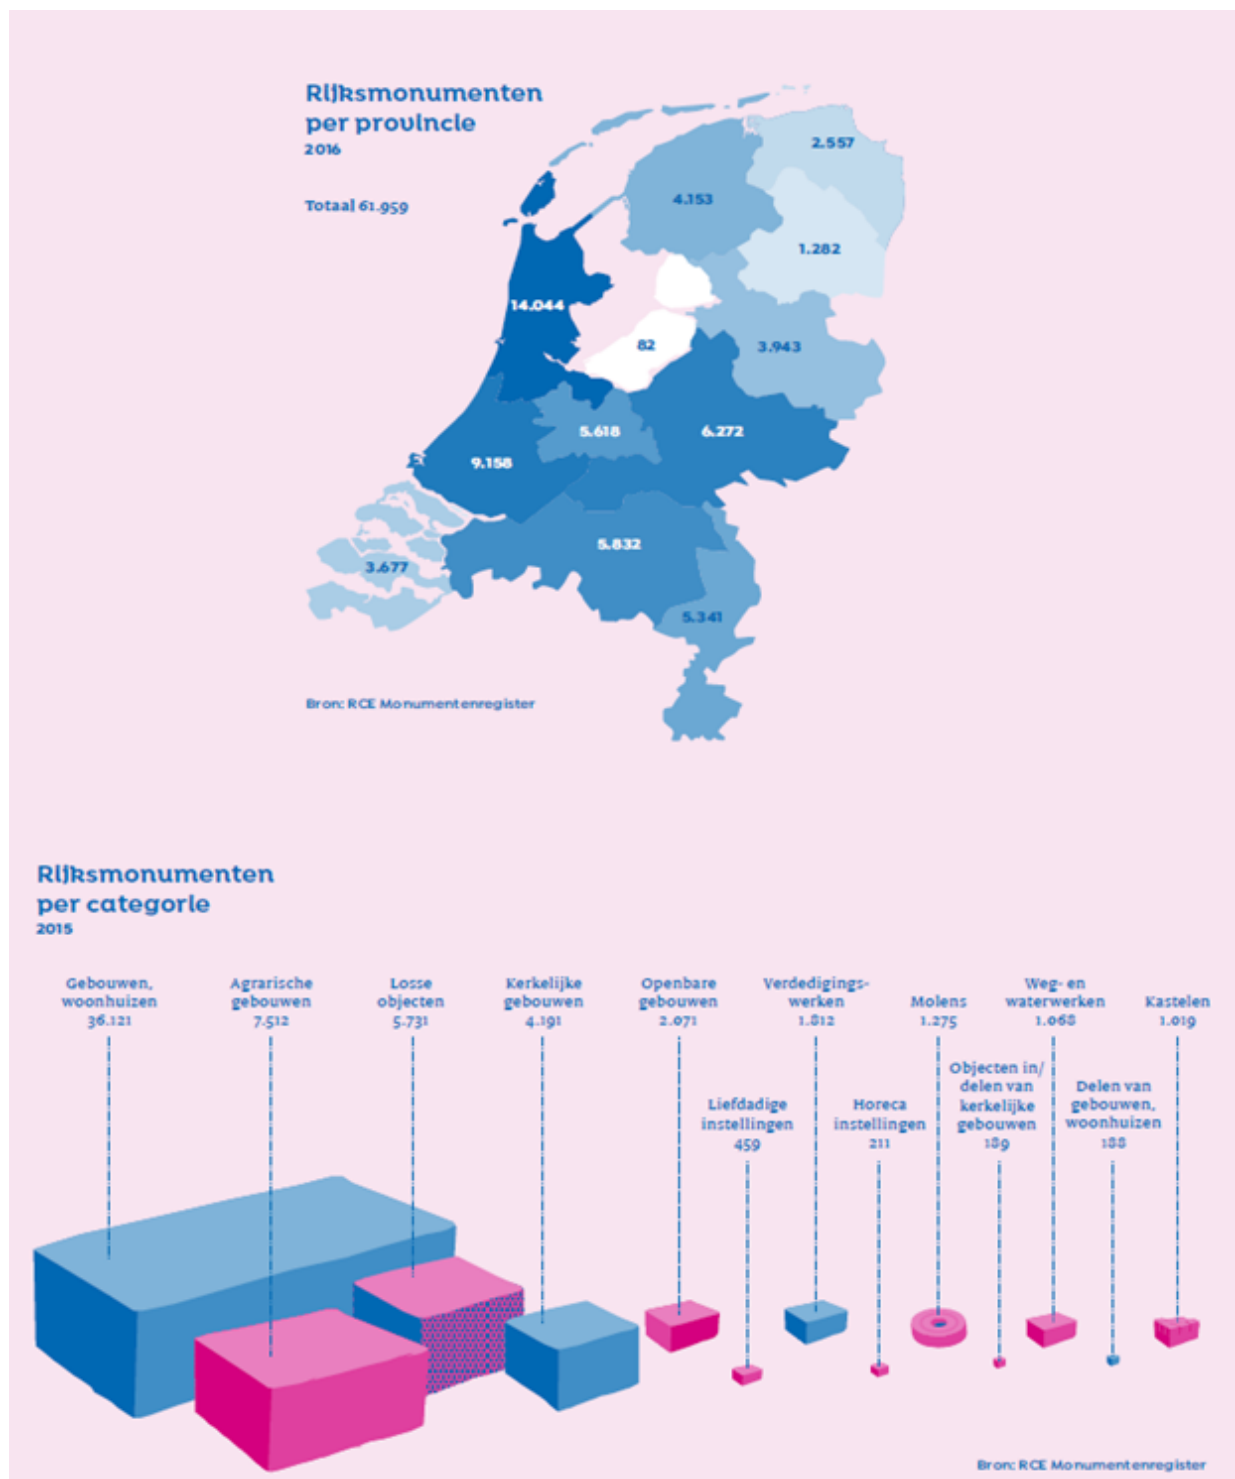 Rijksmonumenten
per provincie
2016
Totaal 61.959
2.557
4.153
1.282
14.044
82
3.943
5.618
6.272
9.158
5.832
3.677
5.341
Bron: RCE Monumentenregister
Rijksmonumenten
per categorie
2015
Gebouwen,
woonhuizen
36.121
Agrarische
gebouwen
7.512
Losse
objecten
5.731
Kerkelijke
gebouwen
4.191
Openbare
gebouwen
2.071
Verdedigings-
werken
1.812
Molens
1.275
Weg- en
waterwerken
1.068
Kastelen
1.019
Liefdadige
instellingen
459
Horeca
instellingen
211
Objecten in/
delen van
kerkelijke
gebouwen
189
Delen van
gebouwen,
woonhuizen
188
Bron: RCE Monumentenregister